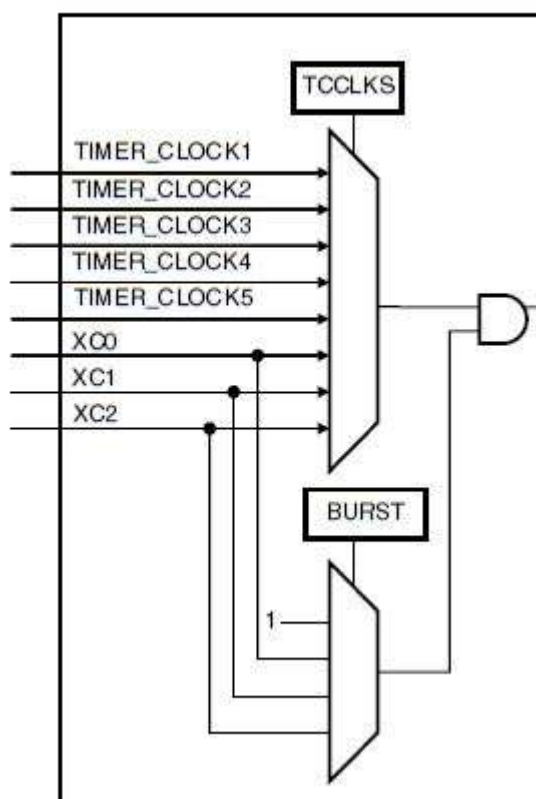 TCCLKS
TIMER_CLOCK1
TIMER_CLOCK2
TIMER_CLOCK3
TIMER_CLOCK4
TIMER_CLOCK5
XC0
XC1
XC2
BURST
1